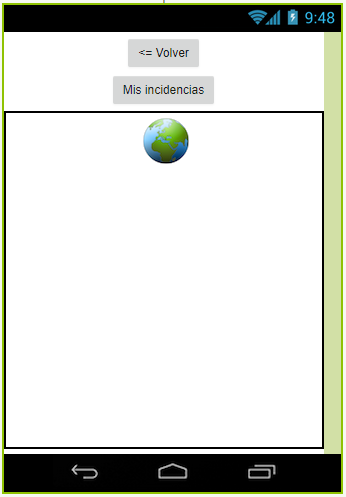 9:48
<= Volver
Mis incidencias